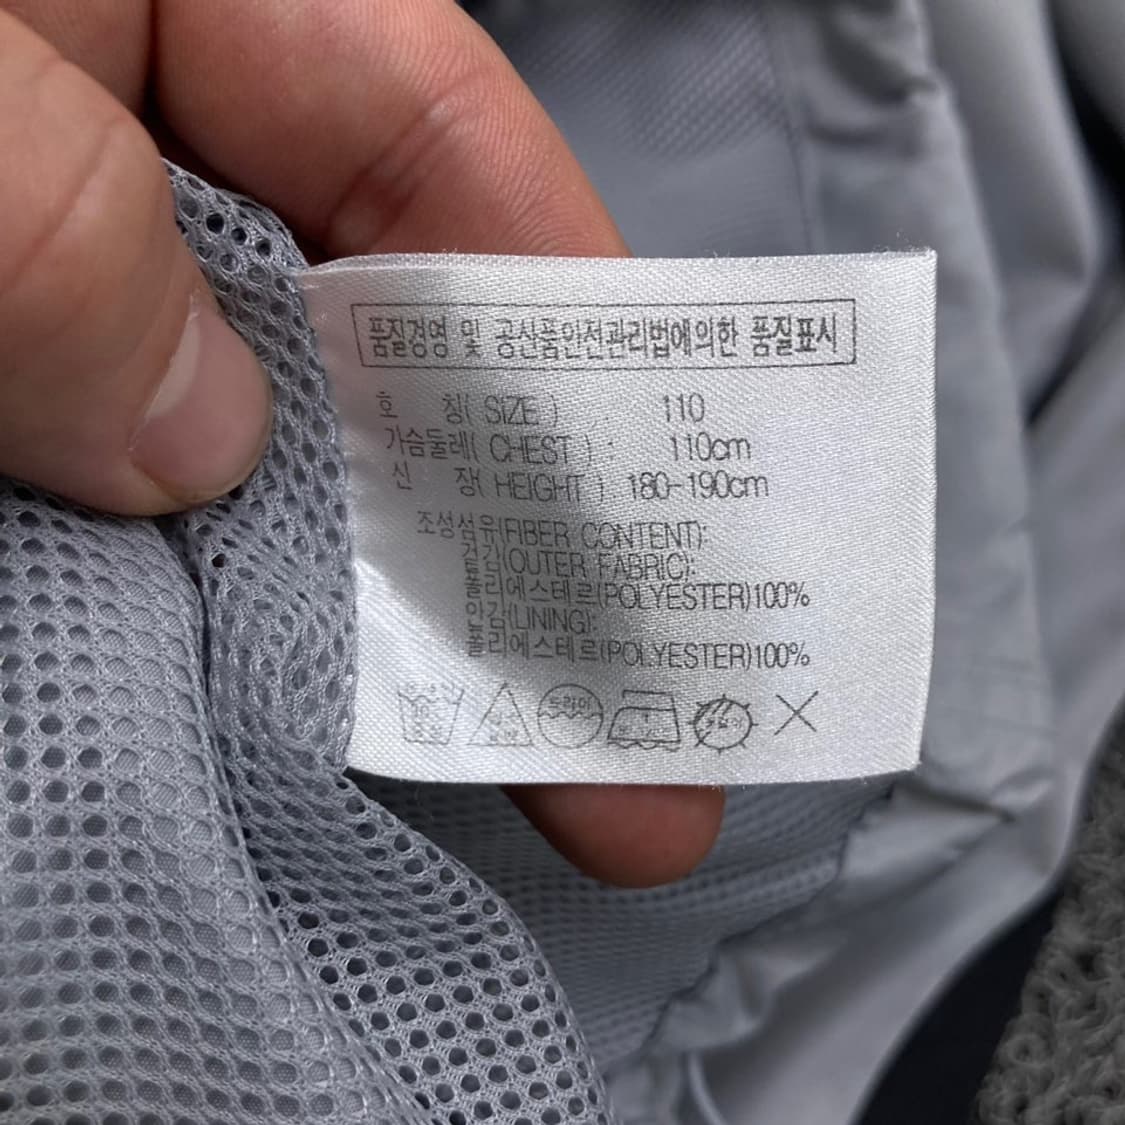 품질경영 및 공산품안전관리법에의한 품질표시
호 칭( SIZE ) : 110
가슴둘레( CHEST ) : 110cm
신 장( HEIGHT ) : 180-190cm
조성섬유(FIBER CONTENT):
겉감(OUTER FABRIC):
폴리에스테르(POLYESTER)100%
안감(LINING):
폴리에스테르(POLYESTER)100%
드라이